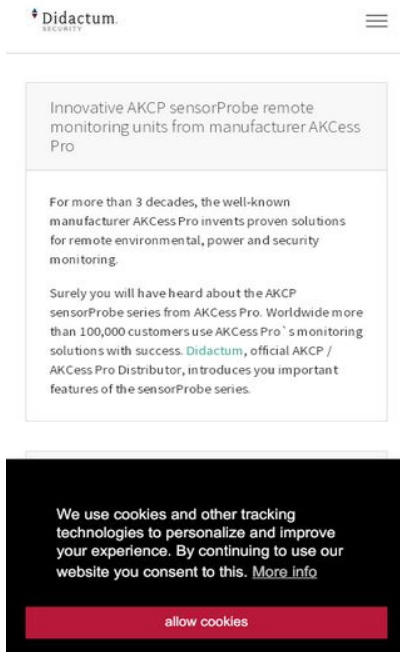 Didactum.
SECURITY
Innovative AKCP sensorProbe remote
monitoring units from manufacturer AKCess
Pro
For more than 3 decades, the well-known
manufacturer AKCess Pro invents proven solutions
for remote environmental, power and security
monitoring.
Surely you will have heard about the AKCP
sensorProbe series from AKCess Pro. Worldwide more
than 100,000 customers use AKCess Pro`s monitoring
solutions with success. Didactum, official AKCP /
AKCess Pro Distributor, introduces you important
features of the sensorProbe series.
We use cookies and other tracking
technologies to personalize and improve
your experience. By continuing to use our
website you consent to this. More info
allow cookies